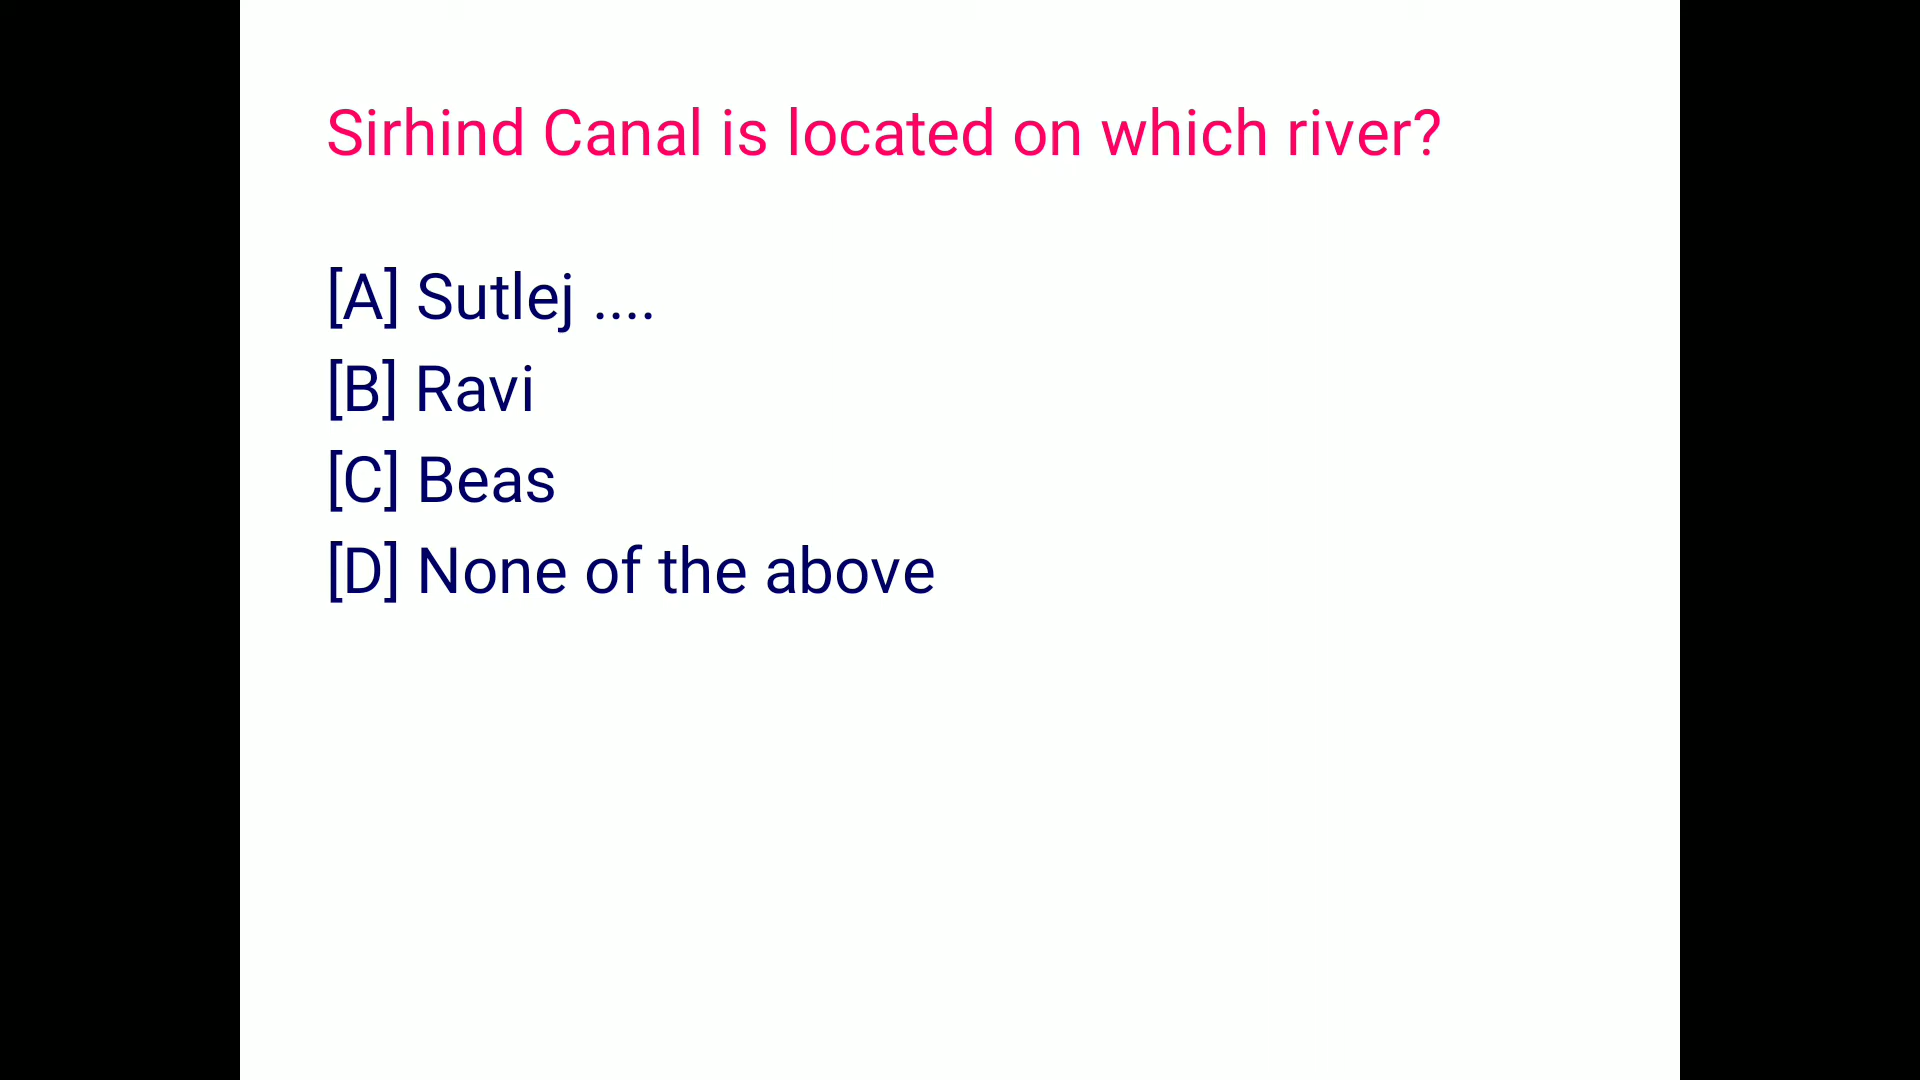 Sirhind Canal is located on which river?
[A] Sutlej ....
[B] Ravi
[C] Beas
[D] None of the above